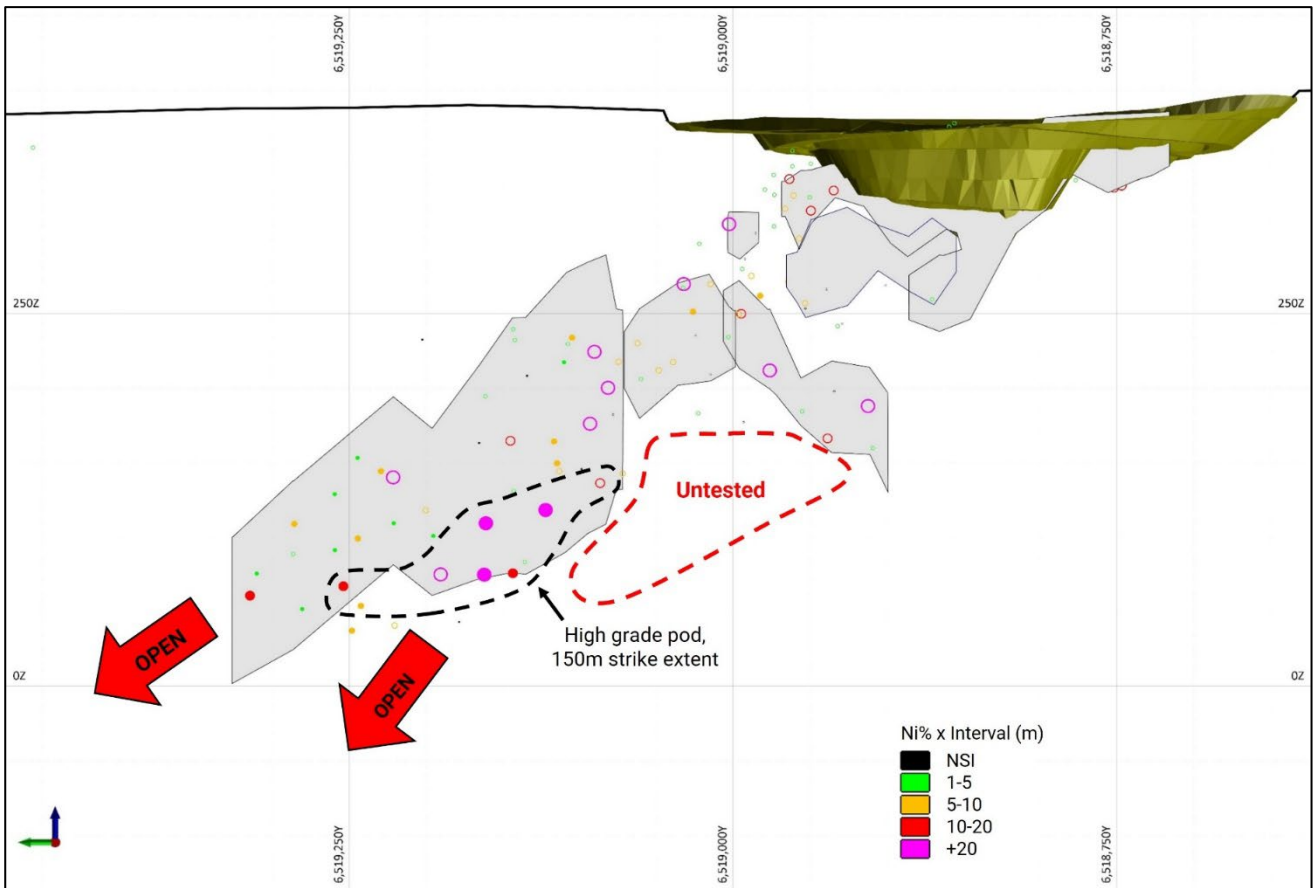 6,519,250Y
6,519,000Y
6,518,750Y
250Z
250Z
Untested
High grade pod,
150m strike extent
OPEN
OPEN
0Z
0Z
Ni% x Interval (m)
NSI
1-5
5-10
10-20
+20
6,519,250Y
6,519,000Y
6,518,750Y